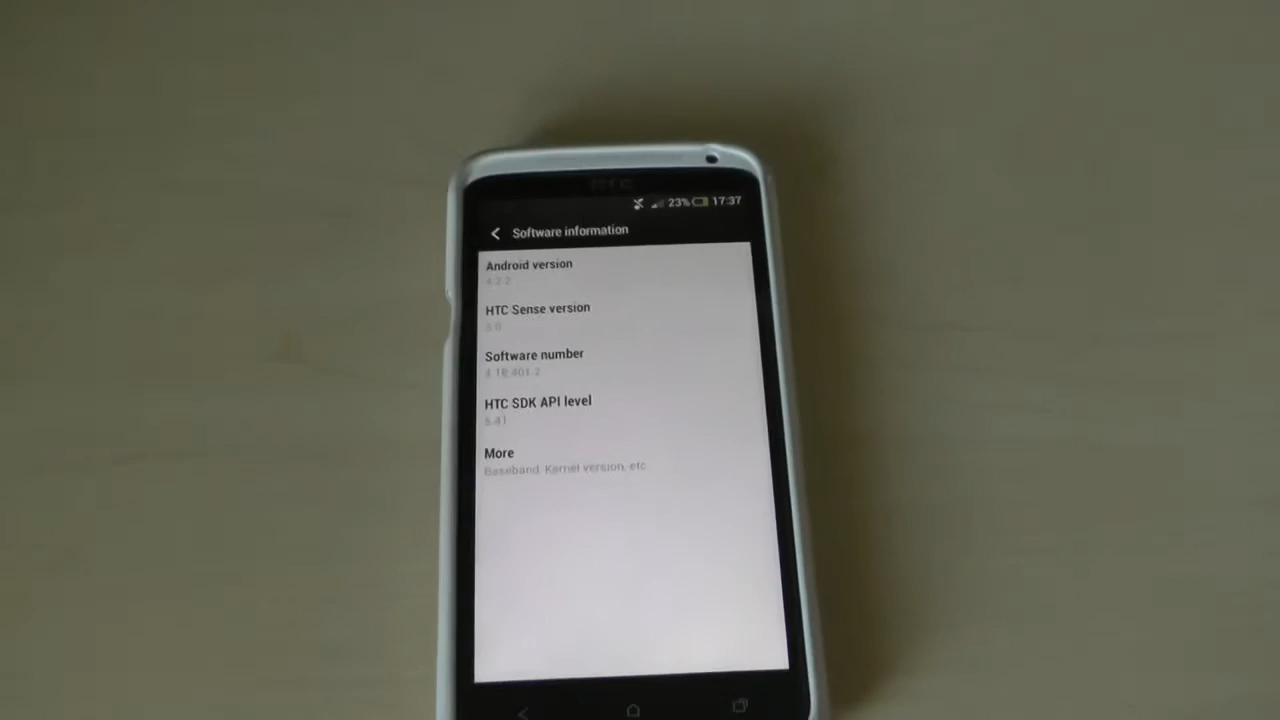 hTC
23% 17:37
Software information
Android version
4.2.2
HTC Sense version
5.0
Software number
4.18.401.2
HTC SDK API level
5.41
More
Baseband, Kernel version, etc